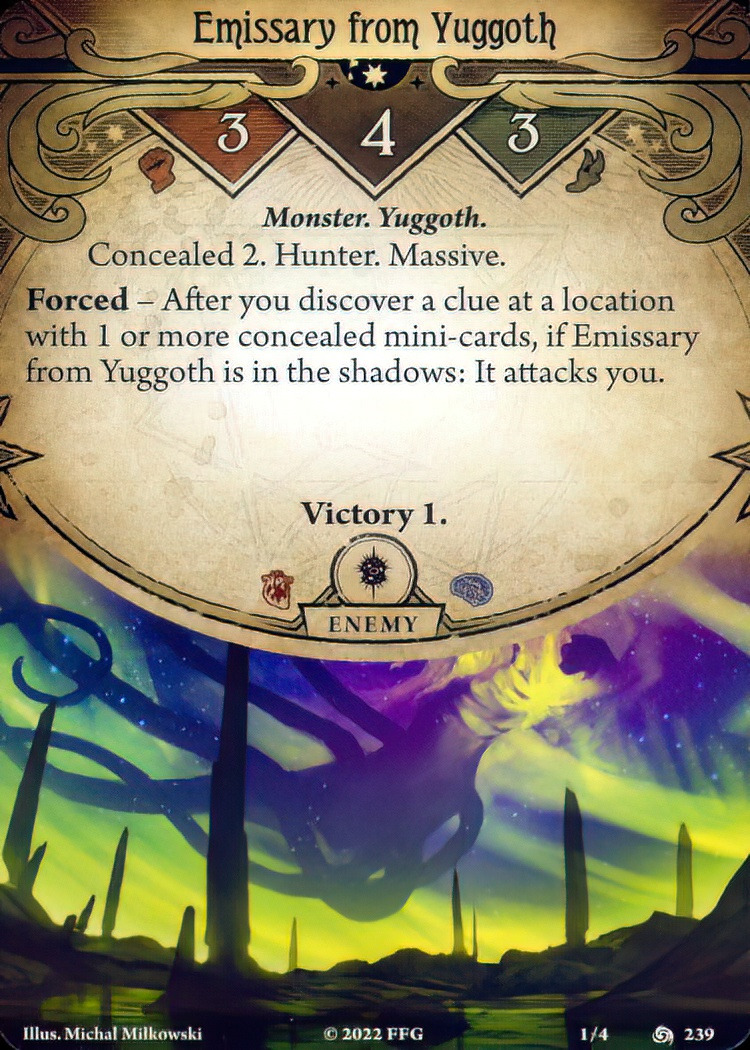 Emissary from Yuggoth
3 4 3
Monster. Yuggoth.
Concealed 2. Hunter. Massive.
Forced – After you discover a clue at a location
with 1 or more concealed mini-cards, if Emissary
from Yuggoth is in the shadows: It attacks you.
Victory 1.
ENEMY
Illus. Michal Miłkowski © 2022 FFG 1/4 239